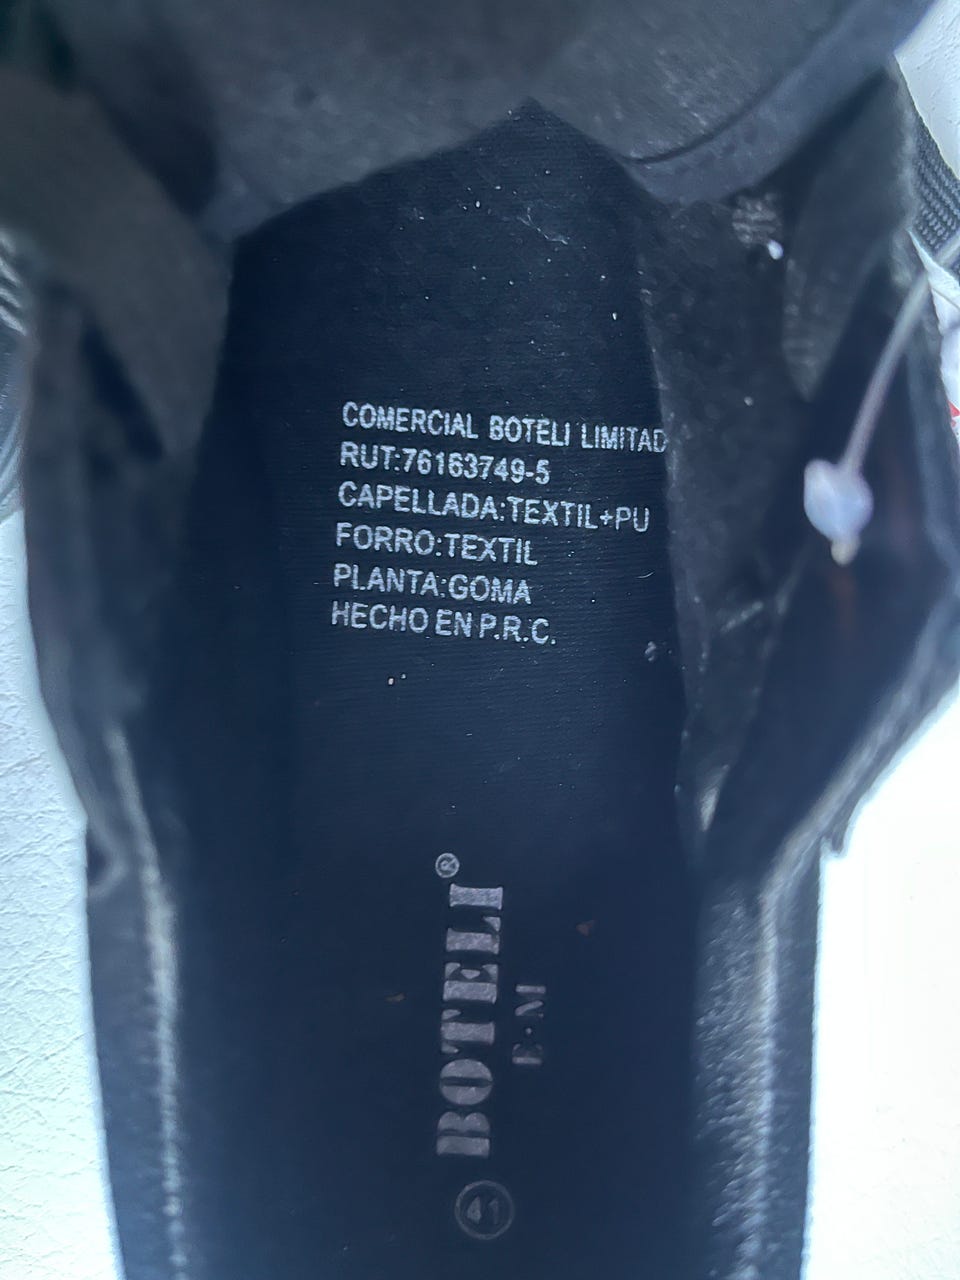 COMERCIAL BOTELI LIMITAD
RUT:76163749-5
CAPELLADA:TEXTIL+PU
FORRO:TEXTIL
PLANTA:GOMA
HECHO EN P.R.C.
BOTELI®
E·M
41